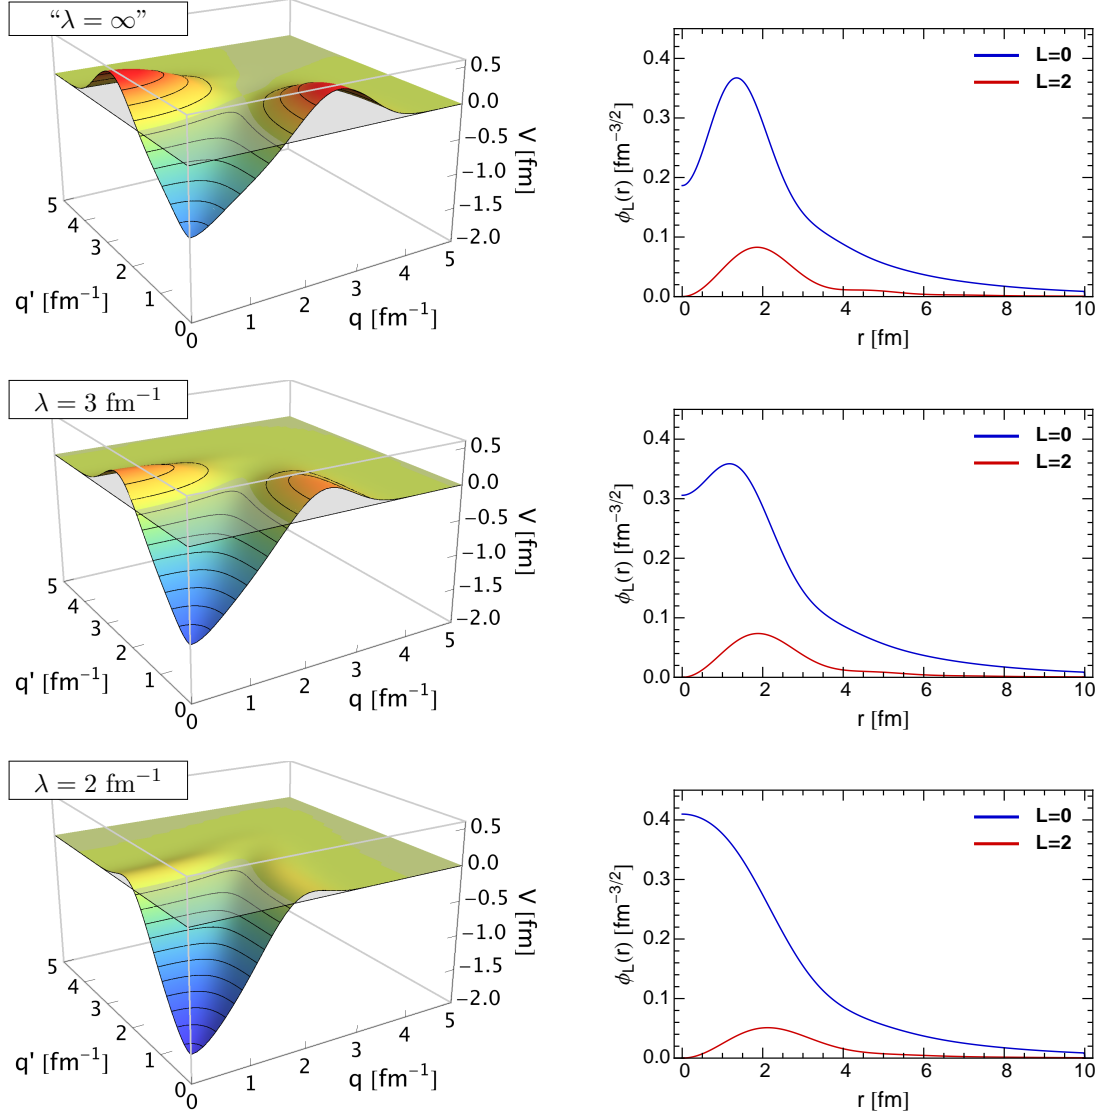 “λ = ∞”
0.5
0.0
−0.5
−1.0
−1.5
−2.0
V [fm]
5
4
3
2
1
0
q' [fm⁻¹]
0
1
2
3
4
5
q [fm⁻¹]
L=0
L=2
0.4
0.3
0.2
0.1
0.0
ϕL(r) [fm⁻³/²]
0 2 4 6 8 10
r [fm]
λ = 3 fm⁻¹
0.5
0.0
−0.5
−1.0
−1.5
−2.0
V [fm]
5
4
3
2
1
0
q' [fm⁻¹]
0
1
2
3
4
5
q [fm⁻¹]
L=0
L=2
0.4
0.3
0.2
0.1
0.0
ϕL(r) [fm⁻³/²]
0 2 4 6 8 10
r [fm]
λ = 2 fm⁻¹
0.5
0.0
−0.5
−1.0
−1.5
−2.0
V [fm]
5
4
3
2
1
0
q' [fm⁻¹]
0
1
2
3
4
5
q [fm⁻¹]
L=0
L=2
0.4
0.3
0.2
0.1
0.0
ϕL(r) [fm⁻³/²]
0 2 4 6 8 10
r [fm]